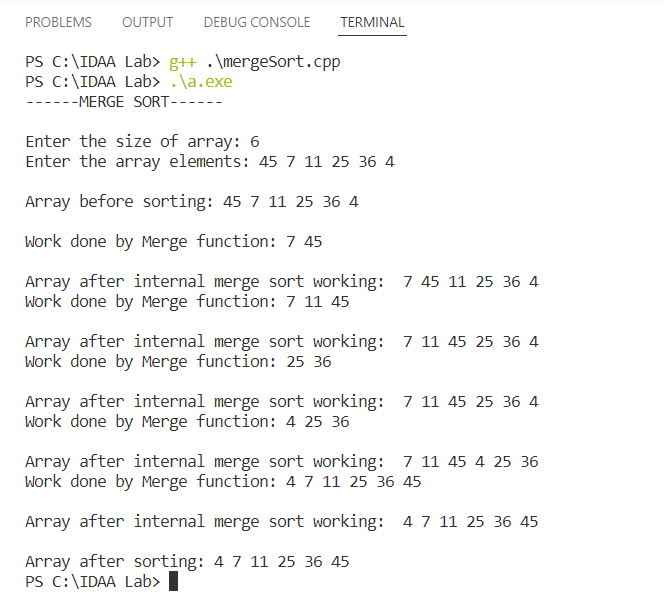 PROBLEMS OUTPUT DEBUG CONSOLE TERMINAL
PS C:\IDAA Lab> g++ .\mergeSort.cpp
PS C:\IDAA Lab> .\a.exe
------MERGE SORT------
Enter the size of array: 6
Enter the array elements: 45 7 11 25 36 4
Array before sorting: 45 7 11 25 36 4
Work done by Merge function: 7 45
Array after internal merge sort working:  7 45 11 25 36 4
Work done by Merge function: 7 11 45
Array after internal merge sort working:  7 11 45 25 36 4
Work done by Merge function: 25 36
Array after internal merge sort working:  7 11 45 25 36 4
Work done by Merge function: 4 25 36
Array after internal merge sort working:  7 11 45 4 25 36
Work done by Merge function: 4 7 11 25 36 45
Array after internal merge sort working:  4 7 11 25 36 45
Array after sorting: 4 7 11 25 36 45
PS C:\IDAA Lab>